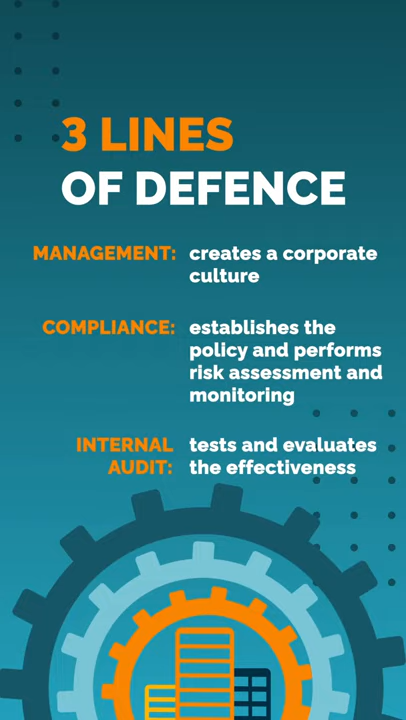 3 LINES
OF DEFENCE
MANAGEMENT: creates a corporate
culture
COMPLIANCE: establishes the
policy and performs
risk assessment and
monitoring
INTERNAL tests and evaluates
AUDIT: the effectiveness